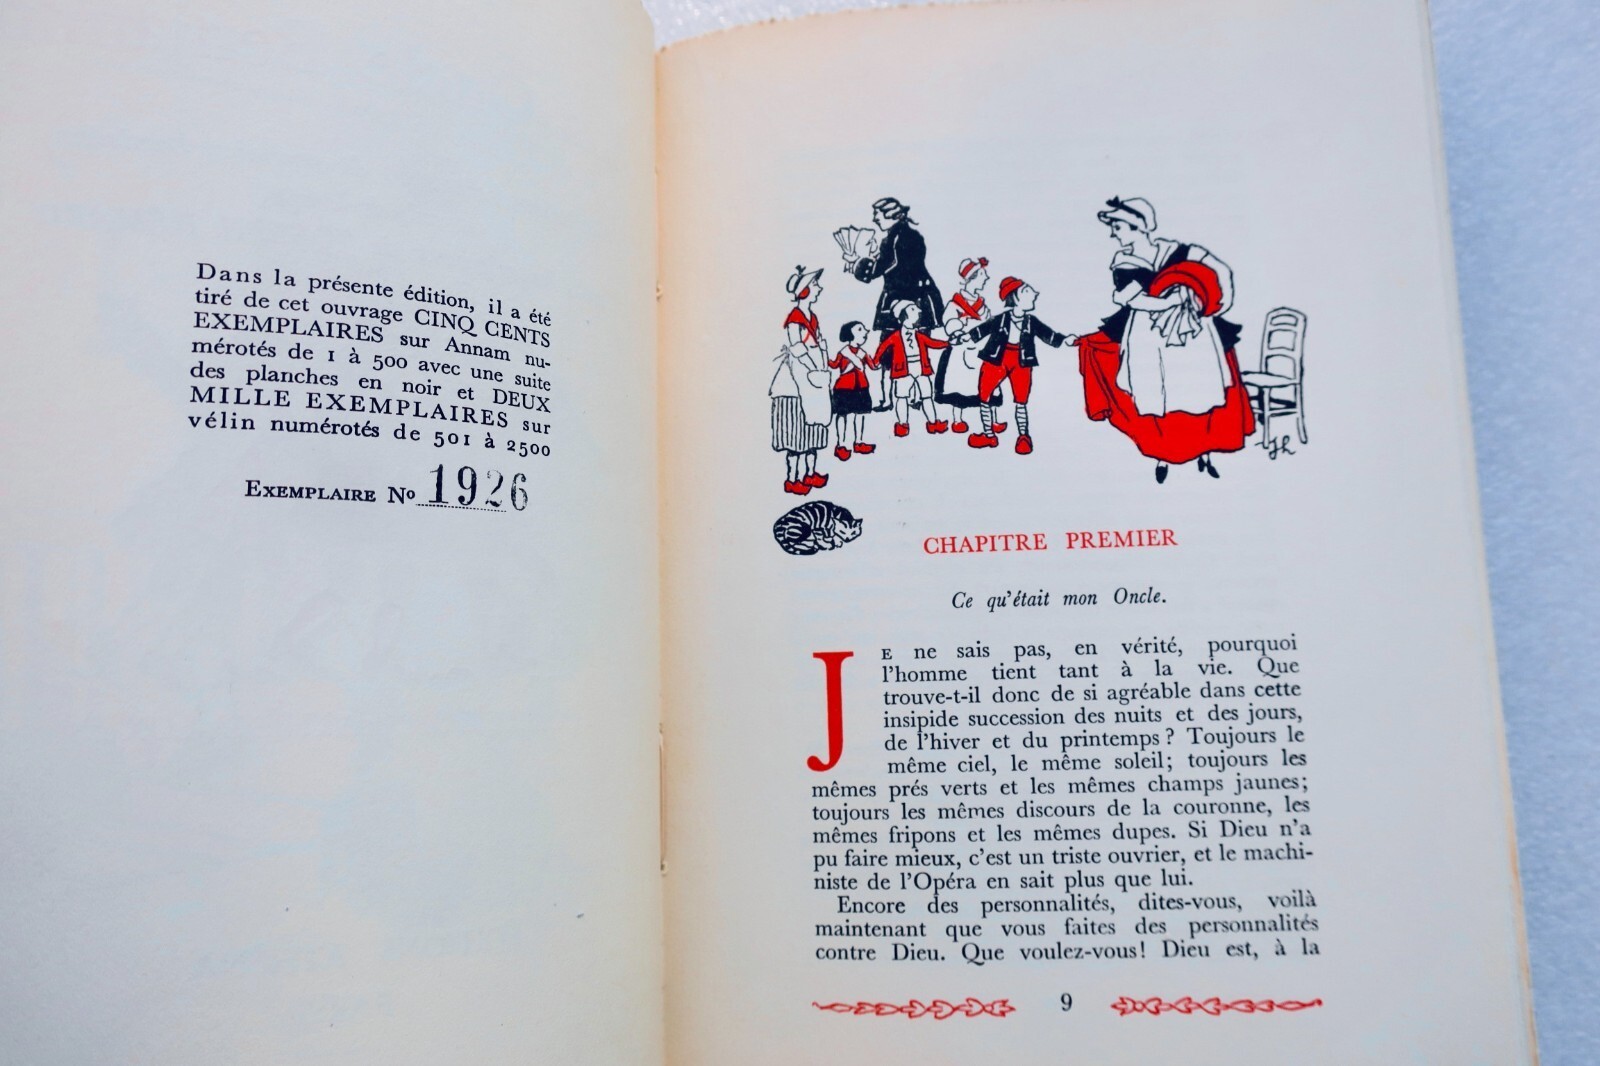 Dans la présente édition, il a été
tiré de cet ouvrage CINQ CENTS
EXEMPLAIRES sur Annam nu-
mérotés de 1 à 500 avec une suite
des planches en noir et DEUX
MILLE EXEMPLAIRES sur
vélin numérotés de 501 à 2500
EXEMPLAIRE No 1926
Jh
CHAPITRE PREMIER
Ce qu'était mon Oncle.
JE ne sais pas, en vérité, pourquoi
l'homme tient tant à la vie. Que
trouve-t-il donc de si agréable dans cette
insipide succession des nuits et des jours,
de l'hiver et du printemps? Toujours le
même ciel, le même soleil; toujours les
mêmes prés verts et les mêmes champs jaunes;
toujours les mêmes discours de la couronne, les
mêmes fripons et les mêmes dupes. Si Dieu n'a
pu faire mieux, c'est un triste ouvrier, et le machi-
niste de l'Opéra en sait plus que lui.
Encore des personnalités, dites-vous, voilà
maintenant que vous faites des personnalités
contre Dieu. Que voulez-vous! Dieu est, à la
9